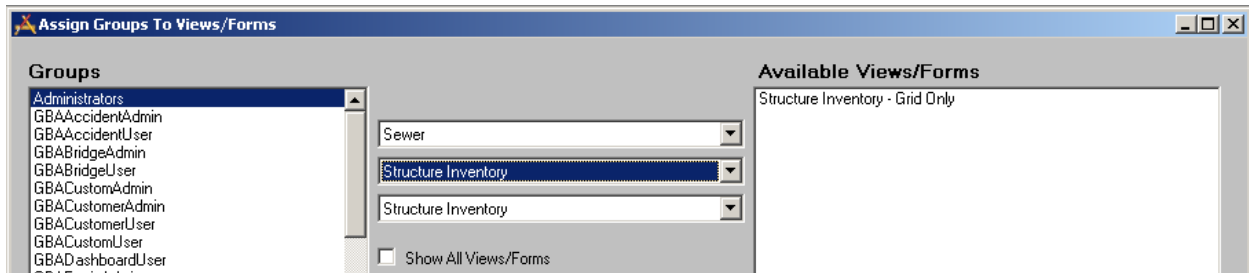 Assign Groups To Views/Forms
Groups
Administrators
GBAAccidentAdmin
GBAAccidentUser
GBABridgeAdmin
GBABridgeUser
GBACustomAdmin
GBACustomerAdmin
GBACustomerUser
GBACustomUser
GBADashboardUser
Sewer
Structure Inventory
Structure Inventory
Show All Views/Forms
Available Views/Forms
Structure Inventory - Grid Only